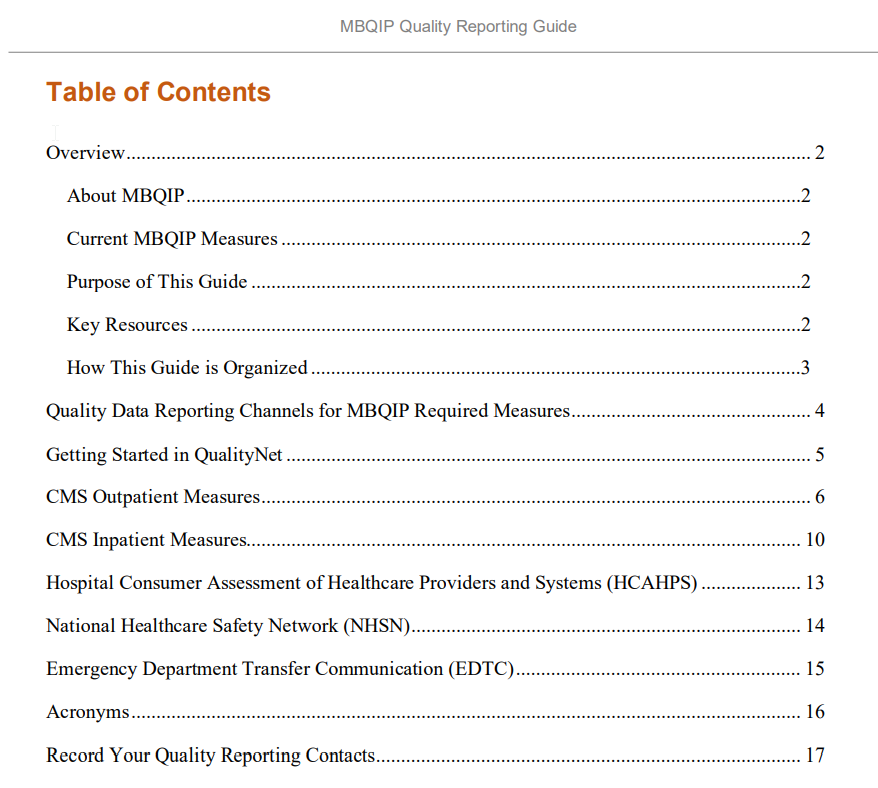 MBQIP Quality Reporting Guide
Table of Contents
Overview........................................................................................................................................ 2
About MBQIP...........................................................................................................................2
Current MBQIP Measures ........................................................................................................2
Purpose of This Guide ..............................................................................................................2
Key Resources ..........................................................................................................................2
How This Guide is Organized ..................................................................................................3
Quality Data Reporting Channels for MBQIP Required Measures................................................ 4
Getting Started in QualityNet ......................................................................................................... 5
CMS Outpatient Measures.............................................................................................................. 6
CMS Inpatient Measures............................................................................................................... 10
Hospital Consumer Assessment of Healthcare Providers and Systems (HCAHPS) .................... 13
National Healthcare Safety Network (NHSN).............................................................................. 14
Emergency Department Transfer Communication (EDTC)......................................................... 15
Acronyms...................................................................................................................................... 16
Record Your Quality Reporting Contacts..................................................................................... 17